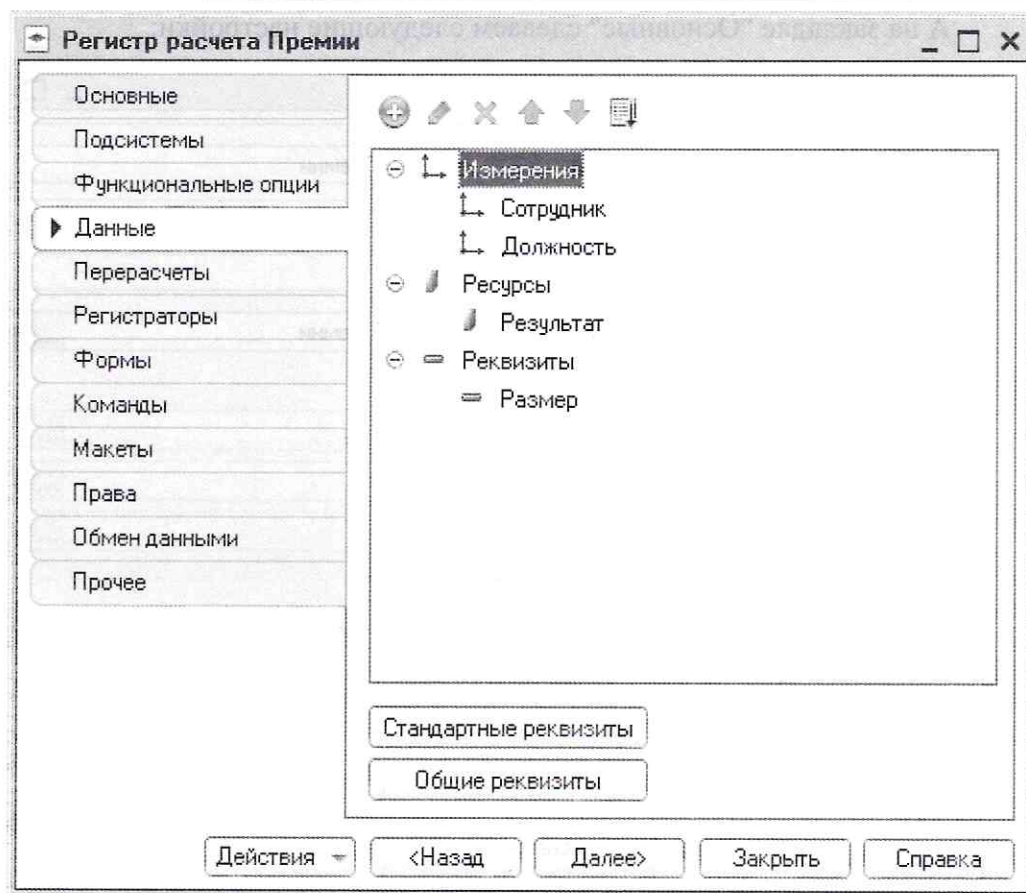 Регистр расчета Премии
Основные
Подсистемы
Функциональные опции
Данные
Перерасчеты
Регистраторы
Формы
Команды
Макеты
Права
Обмен данными
Прочее
Измерения
Сотрудник
Должность
Ресурсы
Результат
Реквизиты
Размер
Стандартные реквизиты
Общие реквизиты
Действия
<Назад
Далее>
Закрыть
Справка